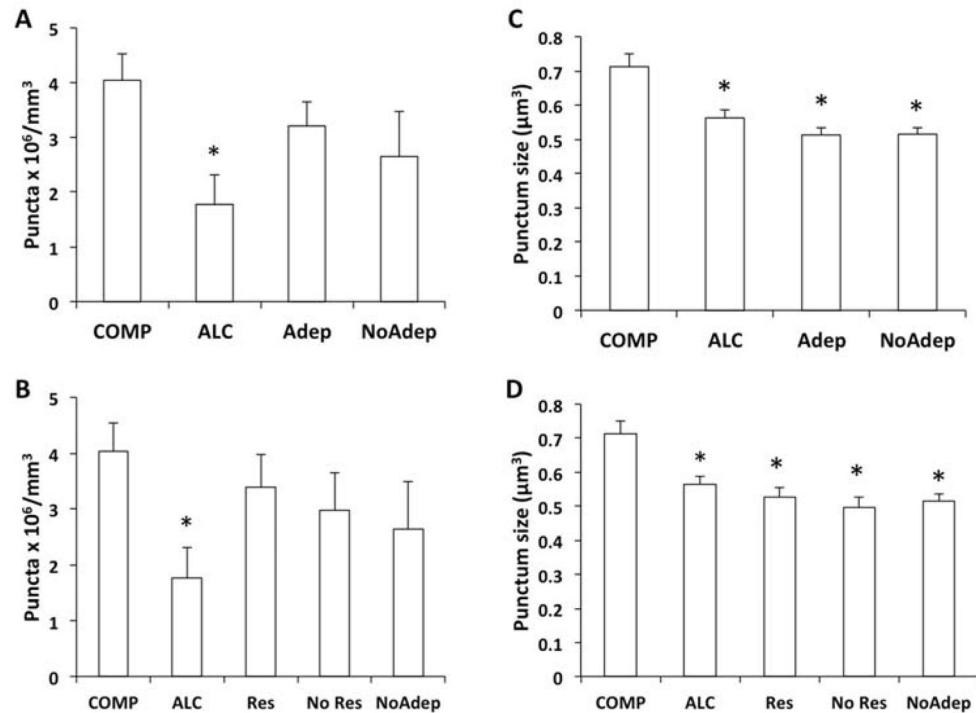 A
Puncta x 10⁶/mm³
5
4
3
2
1
0
*
COMP ALC Adep NoAdep
C
Punctum size (µm³)
0.8
0.7
0.6
0.5
0.4
0.3
0.2
0.1
0
* * *
COMP ALC Adep NoAdep
B
Puncta x 10⁶/mm³
5
4
3
2
1
0
*
COMP ALC Res No Res NoAdep
D
Punctum size (µm³)
0.8
0.7
0.6
0.5
0.4
0.3
0.2
0.1
0
* * * *
COMP ALC Res No Res NoAdep